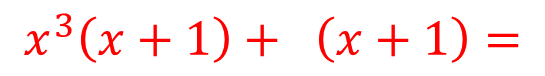 x³(x + 1) + (x + 1) =